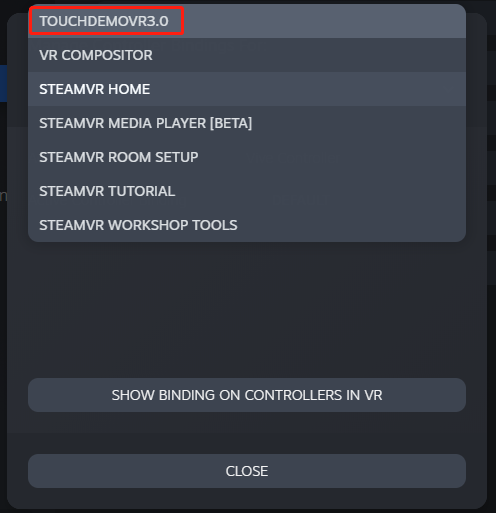 TOUCHDEMOVR3.0
VR COMPOSITOR
STEAMVR HOME
STEAMVR MEDIA PLAYER [BETA]
STEAMVR ROOM SETUP
STEAMVR TUTORIAL
STEAMVR WORKSHOP TOOLS
n
SHOW BINDING ON CONTROLLERS IN VR
CLOSE